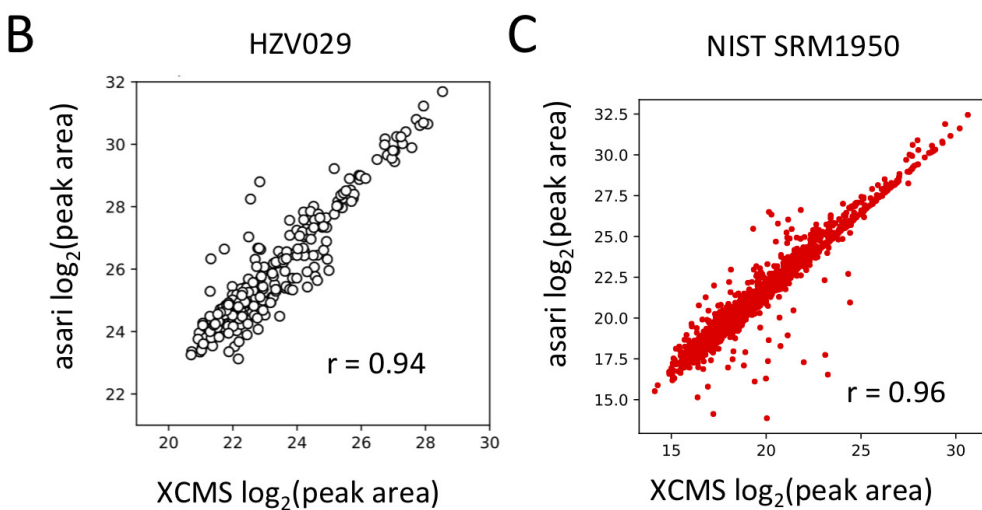 B
HZV029
asari log₂(peak area)
32
30
28
26
24
22
20
22
24
26
28
30
r = 0.94
XCMS log₂(peak area)
C
NIST SRM1950
asari log₂(peak area)
32.5
30.0
27.5
25.0
22.5
20.0
17.5
15.0
15
20
25
30
r = 0.96
XCMS log₂(peak area)